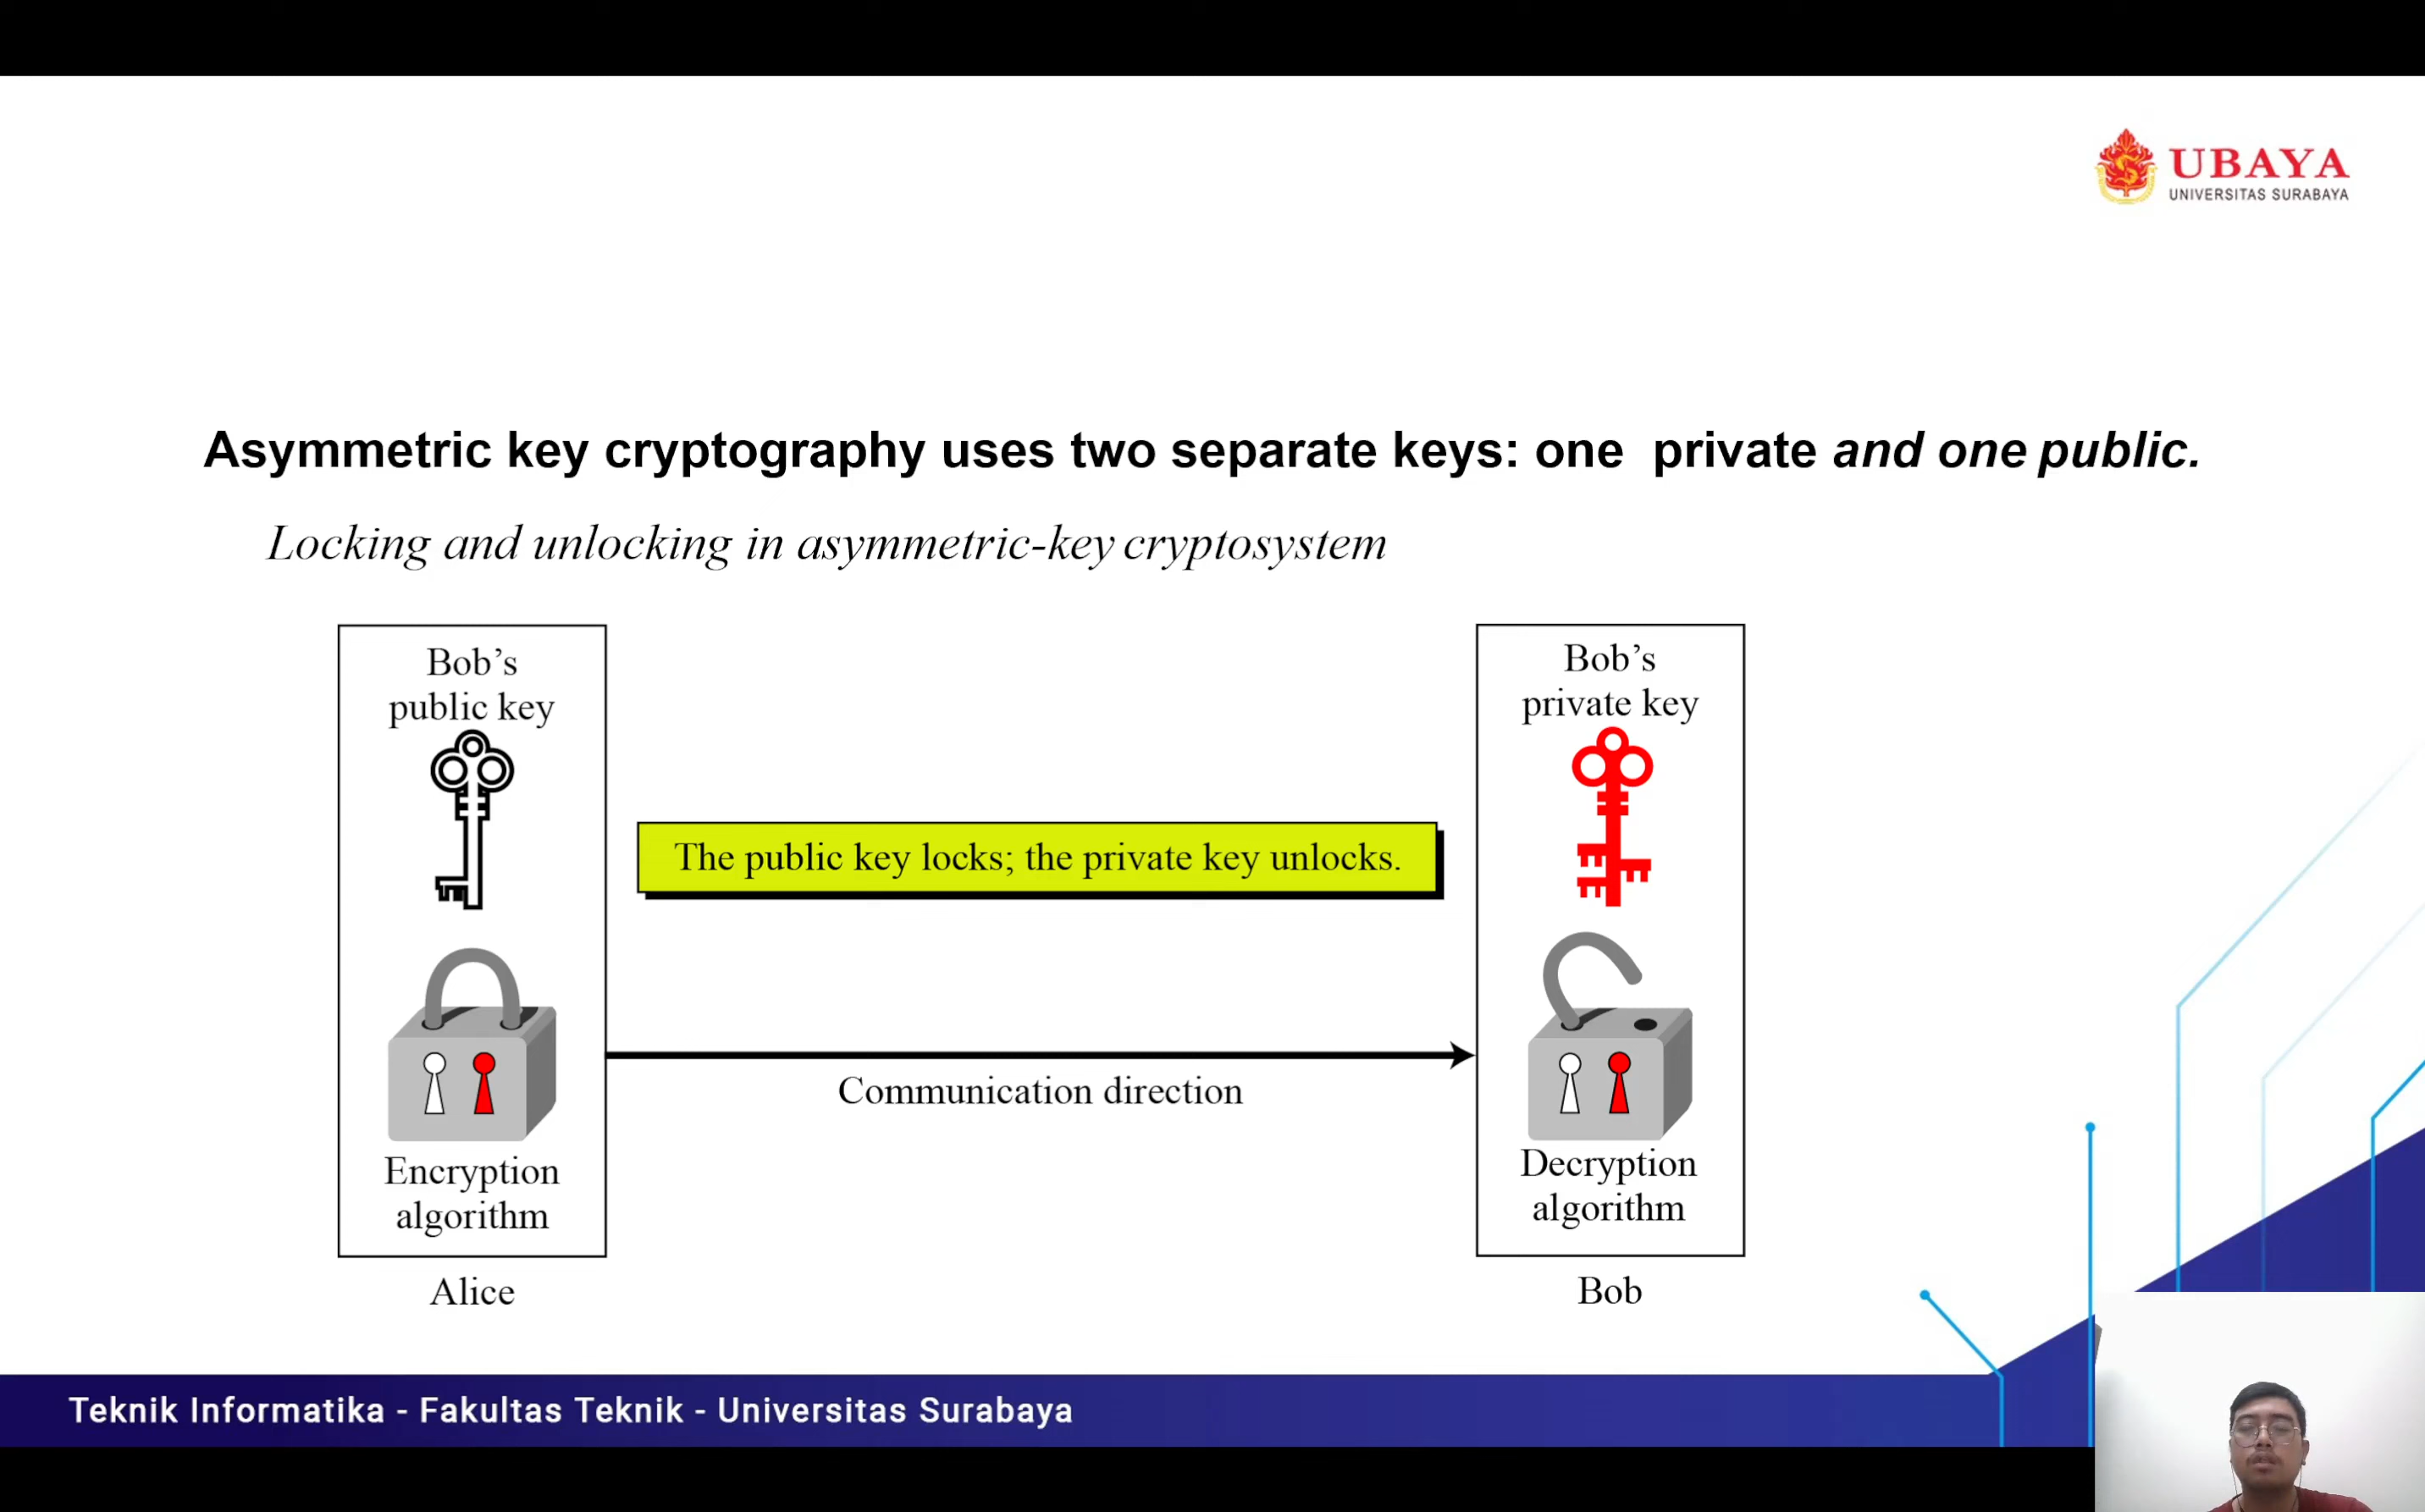 UBAYA
UNIVERSITAS SURABAYA
Asymmetric key cryptography uses two separate keys: one private and one public.
Locking and unlocking in asymmetric-key cryptosystem
Bob’s
public key
Bob’s
private key
The public key locks; the private key unlocks.
Communication direction
Encryption
algorithm
Decryption
algorithm
Alice
Bob
Teknik Informatika - Fakultas Teknik - Universitas Surabaya